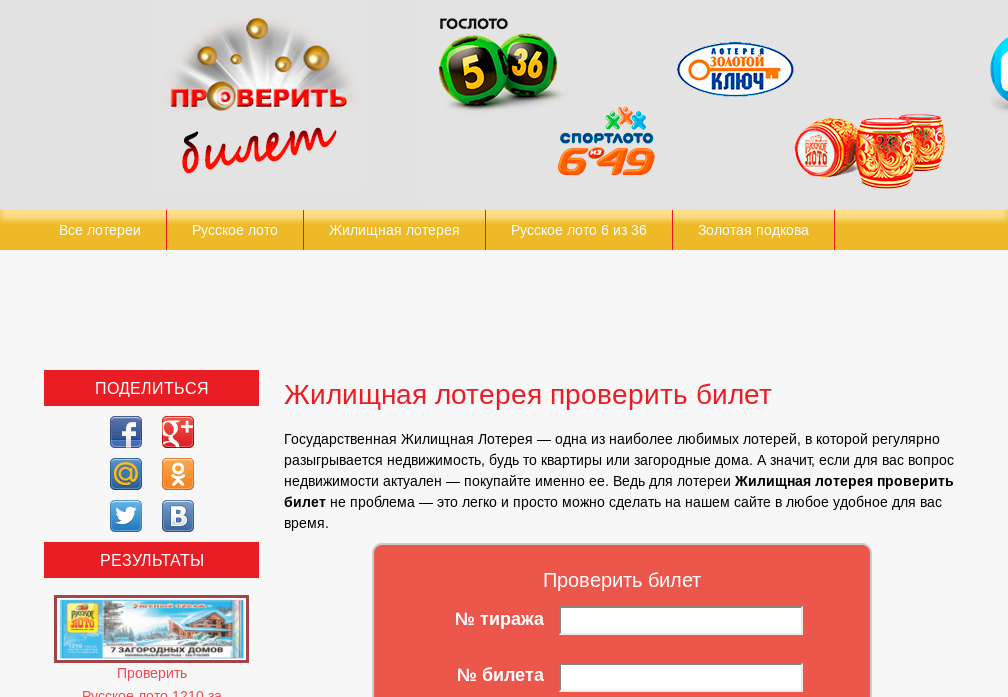 ПРОВЕРИТЬ
билет
ГОСЛОТО
5 36
ЛОТЕРЕЯ
ЗОЛОТОЙ
КЛЮЧ
СПОРТЛОТО
6 ИЗ 49
РУССКОЕ
ЛОТО
Все лотереи
Русское лото
Жилищная лотерея
Русское лото 6 из 36
Золотая подкова
ПОДЕЛИТЬСЯ
РЕЗУЛЬТАТЫ
РУССКОЕ
ЛОТО
1210
7 ЗАГОРОДНЫХ ДОМОВ
Проверить
Русское лото 1210 за
Жилищная лотерея проверить билет
Государственная Жилищная Лотерея — одна из наиболее любимых лотерей, в которой регулярно
разыгрывается недвижимость, будь то квартиры или загородные дома. А значит, если для вас вопрос
недвижимости актуален — покупайте именно ее. Ведь для лотереи Жилищная лотерея проверить
билет не проблема — это легко и просто можно сделать на нашем сайте в любое удобное для вас
время.
Проверить билет
№ тиража
№ билета